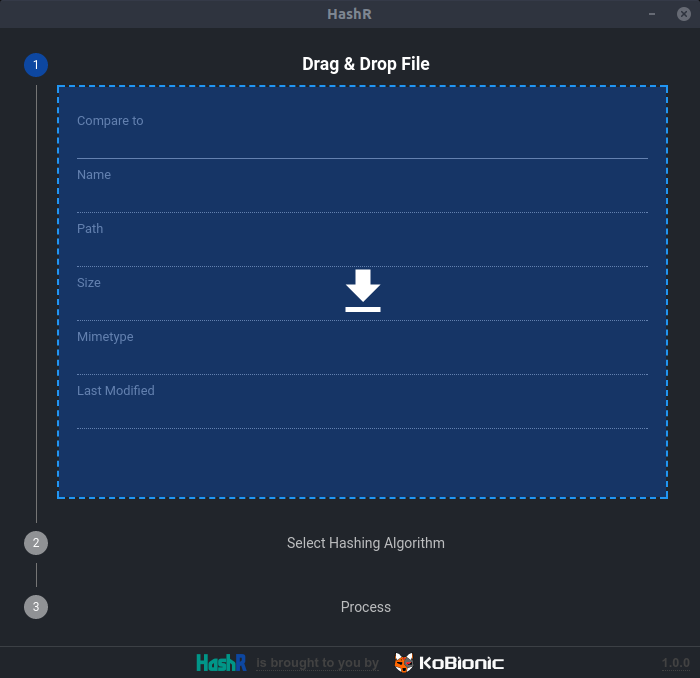 HashR
1
Drag & Drop File
Compare to
Name
Path
Size
Mimetype
Last Modified
2
Select Hashing Algorithm
3
Process
HashR Is brought to you by KoBionic 1.0.0